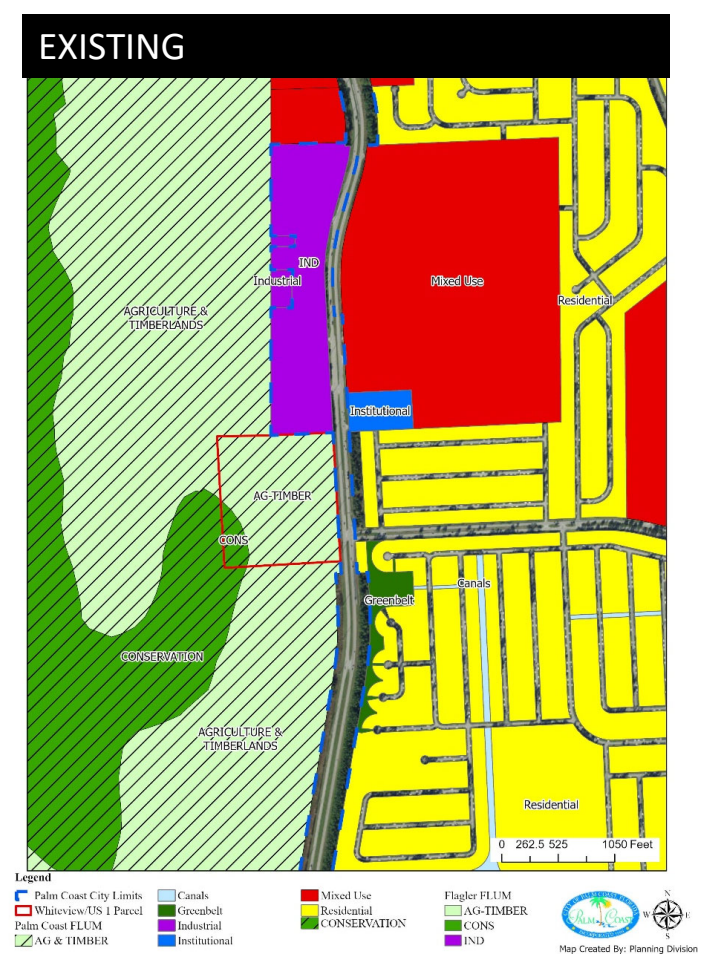 EXISTING
IND
Industrial
Mixed Use
Residential
AGRICULTURE &
TIMBERLANDS
Institutional
AG-TIMBER
CONS
Canals
Greenbelt
CONSERVATION
AGRICULTURE &
TIMBERLANDS
Residential
0 262.5 525 1050 Feet
Legend
Palm Coast City Limits
Whiteview/US 1 Parcel
Palm Coast FLUM
AG & TIMBER
Canals
Greenbelt
Industrial
Institutional
Mixed Use
Residential
CONSERVATION
Flagler FLUM
AG-TIMBER
CONS
IND
PALM COAST
N
W E
S
Map Created By: Planning Division